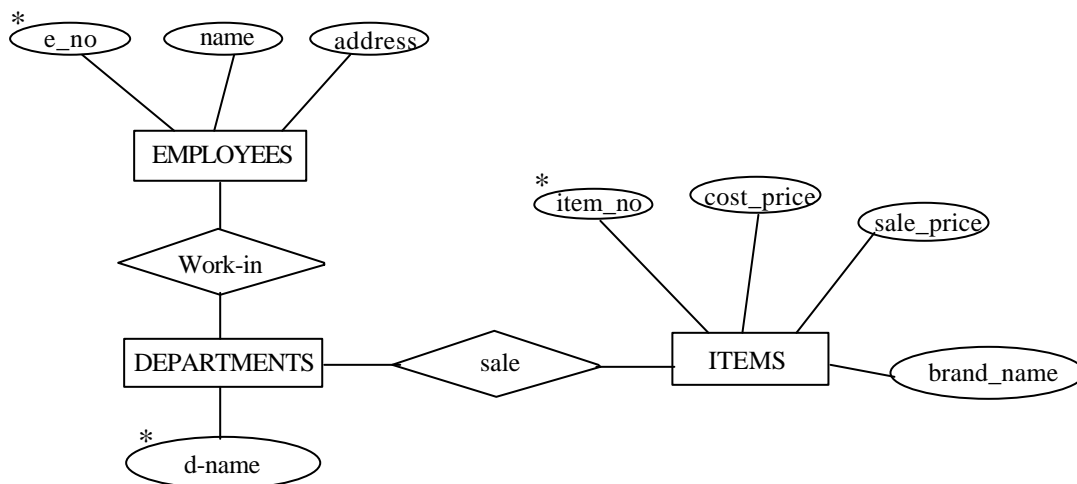 * e_no
name
address
EMPLOYEES
* item_no
cost_price
sale_price
Work-in
DEPARTMENTS
sale
ITEMS
brand_name
* d-name